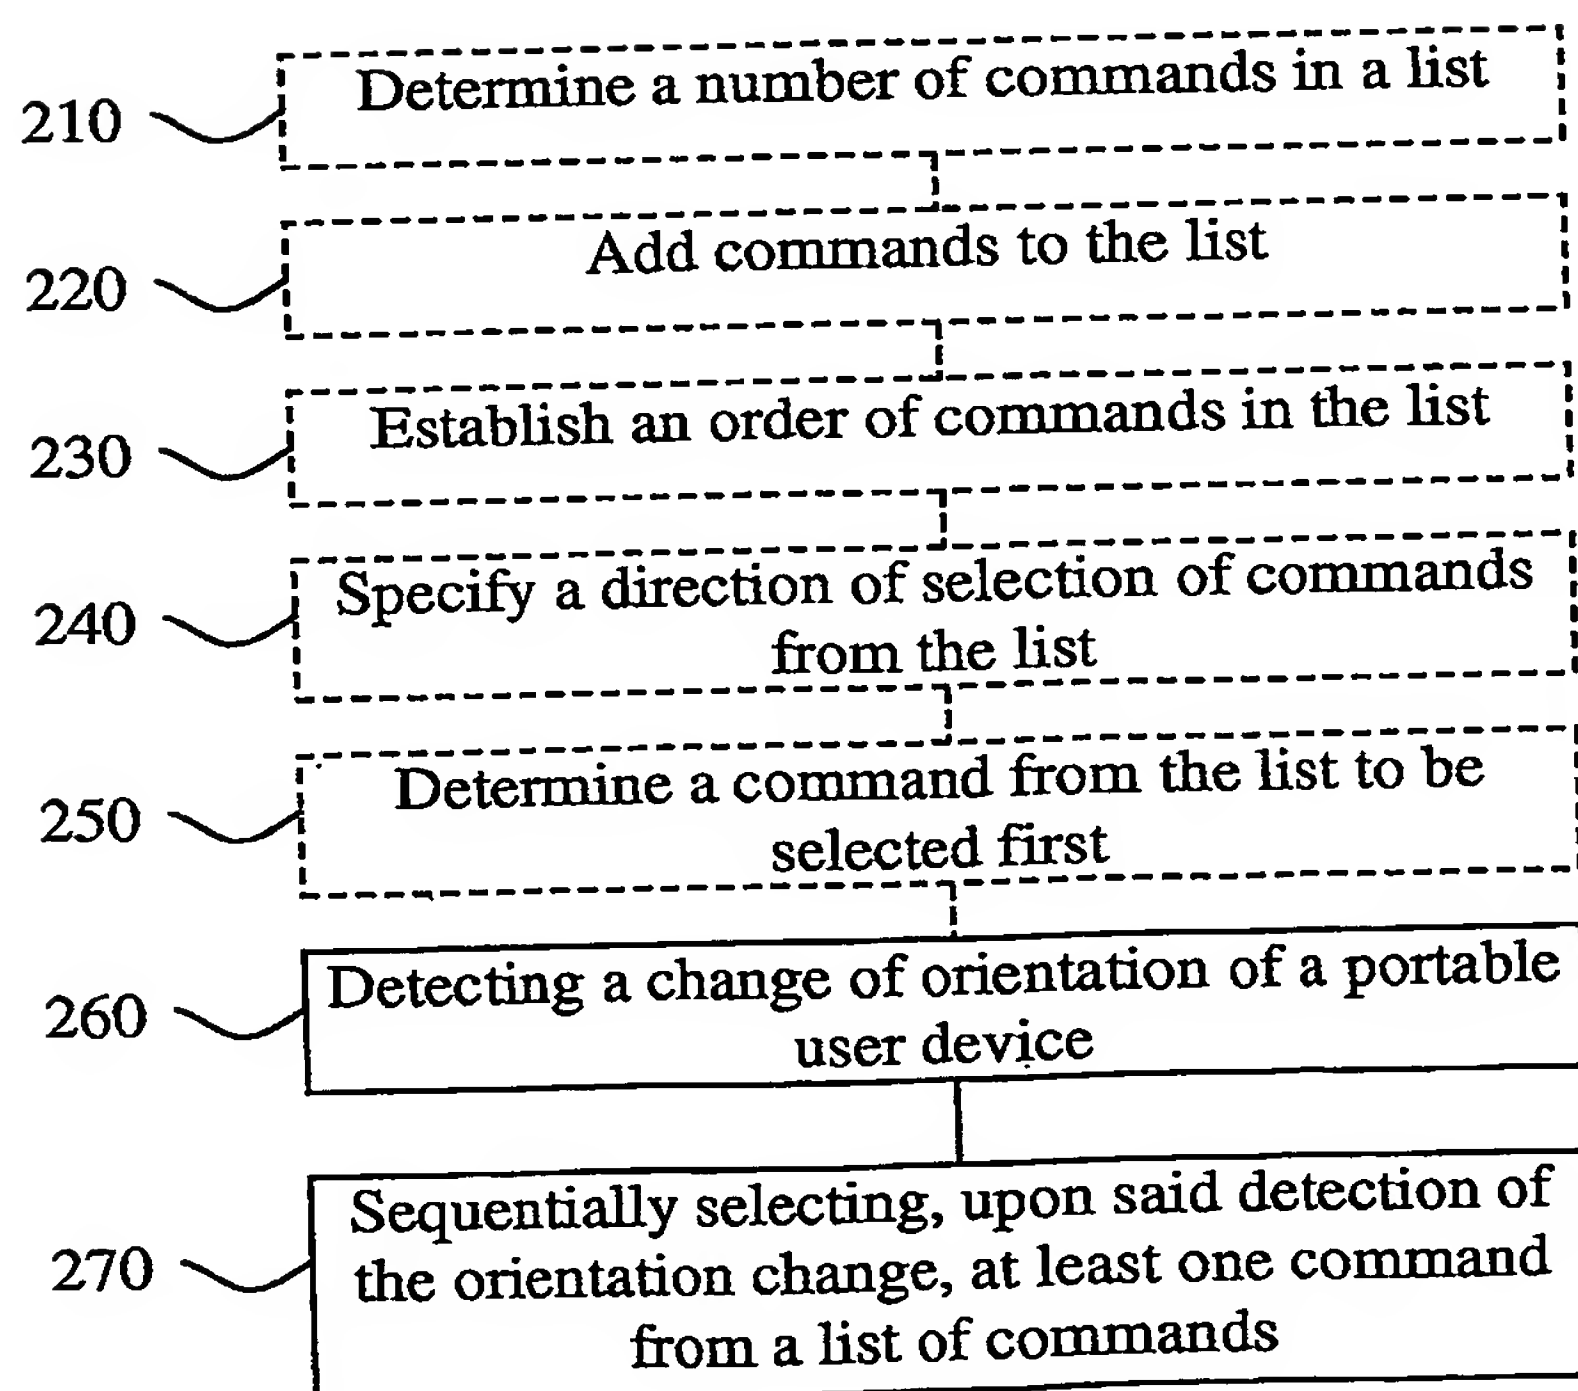 210
Determine a number of commands in a list
220
Add commands to the list
230
Establish an order of commands in the list
240
Specify a direction of selection of commands
from the list
250
Determine a command from the list to be
selected first
260
Detecting a change of orientation of a portable
user device
270
Sequentially selecting, upon said detection of
the orientation change, at least one command
from a list of commands